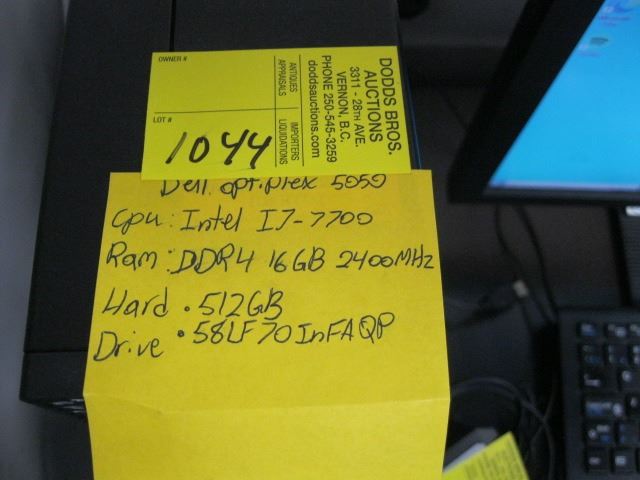 OWNER #
LOT #
1044
ANTIQUES
APPRAISALS
IMPORTERS
LIQUIDATIONS
DODDS BROS.
AUCTIONS
3311 - 28TH AVE.
VERNON, B.C.
PHONE 250-545-3259
doddsauctions.com
Dell optiplex 5050
Cpu: Intel I7-7700
Ram: DDR4 16GB 2400MHz
Hard • 512GB
Drive • 58LF70InFAQP